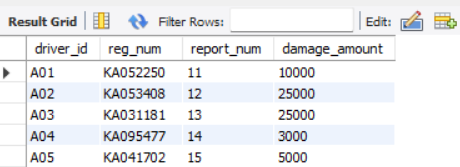 Result Grid Filter Rows: Edit:
driver_id reg_num report_num damage_amount
A01 KA052250 11 10000
A02 KA053408 12 25000
A03 KA031181 13 25000
A04 KA095477 14 3000
A05 KA041702 15 5000